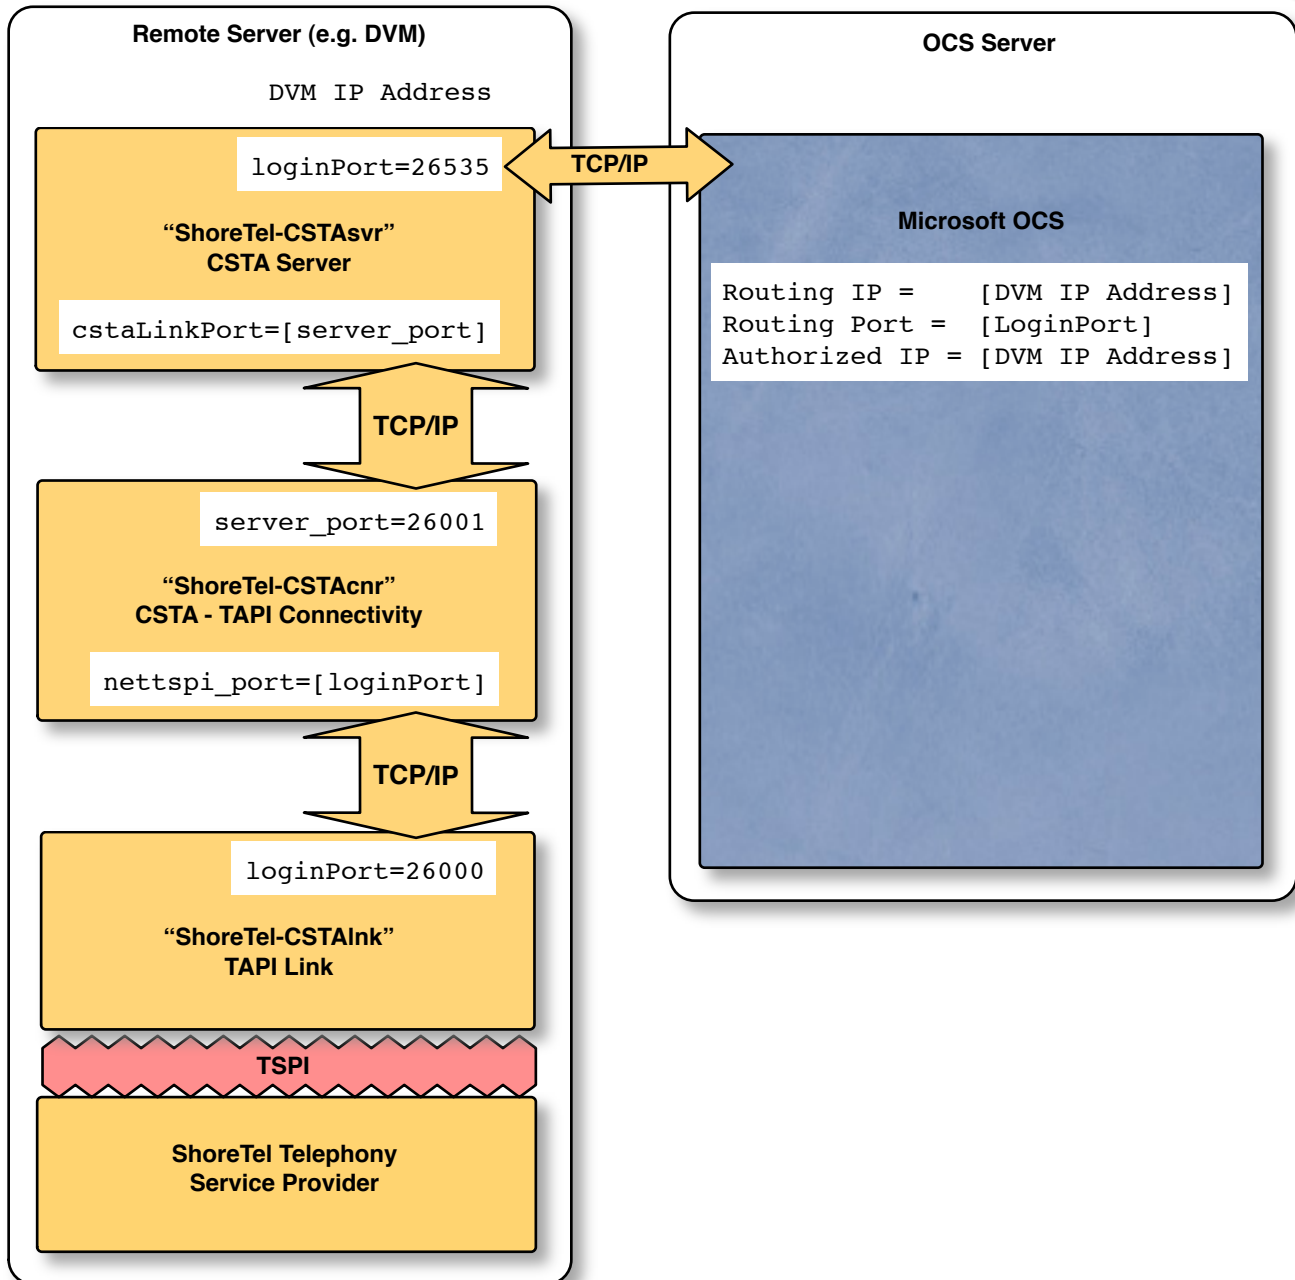 Remote Server (e.g. DVM)
DVM IP Address
loginPort=26535
“ShoreTel-CSTAsvr”
CSTA Server
cstaLinkPort=[server_port]
TCP/IP
server_port=26001
“ShoreTel-CSTAcnr”
CSTA - TAPI Connectivity
nettspi_port=[loginPort]
TCP/IP
loginPort=26000
“ShoreTel-CSTAlnk”
TAPI Link
TSPI
ShoreTel Telephony
Service Provider
TCP/IP
OCS Server
Microsoft OCS
Routing IP = [DVM IP Address]
Routing Port = [LoginPort]
Authorized IP = [DVM IP Address]